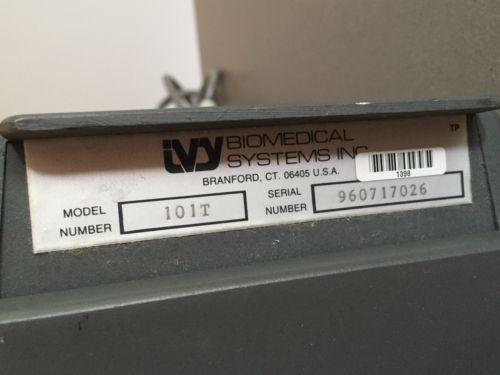 ivy BIOMEDICAL
SYSTEMS INC
TP
BRANFORD, CT. 06405 U.S.A.
1398
MODEL NUMBER 101T
SERIAL NUMBER 960717026